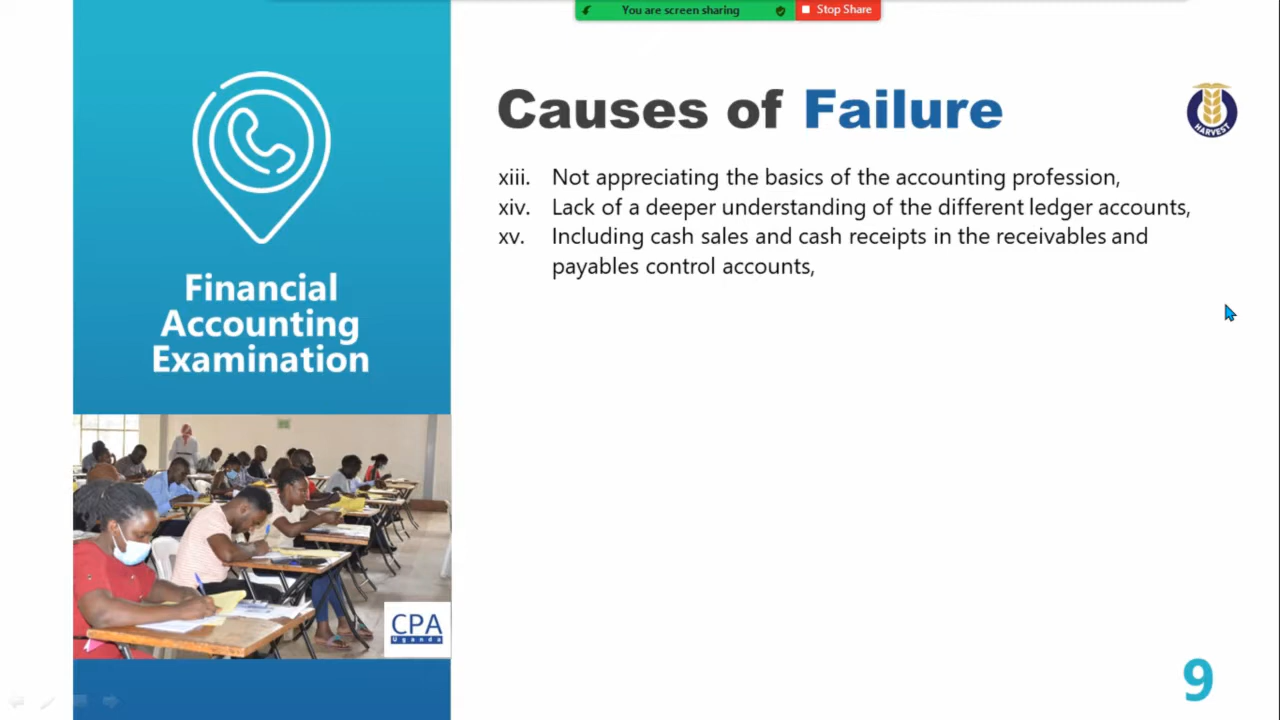 You are screen sharing
Stop Share
Causes of Failure
HARVEST
xiii. Not appreciating the basics of the accounting profession,
xiv. Lack of a deeper understanding of the different ledger accounts,
xv. Including cash sales and cash receipts in the receivables and
payables control accounts,
Financial
Accounting
Examination
CPA
Uganda
9